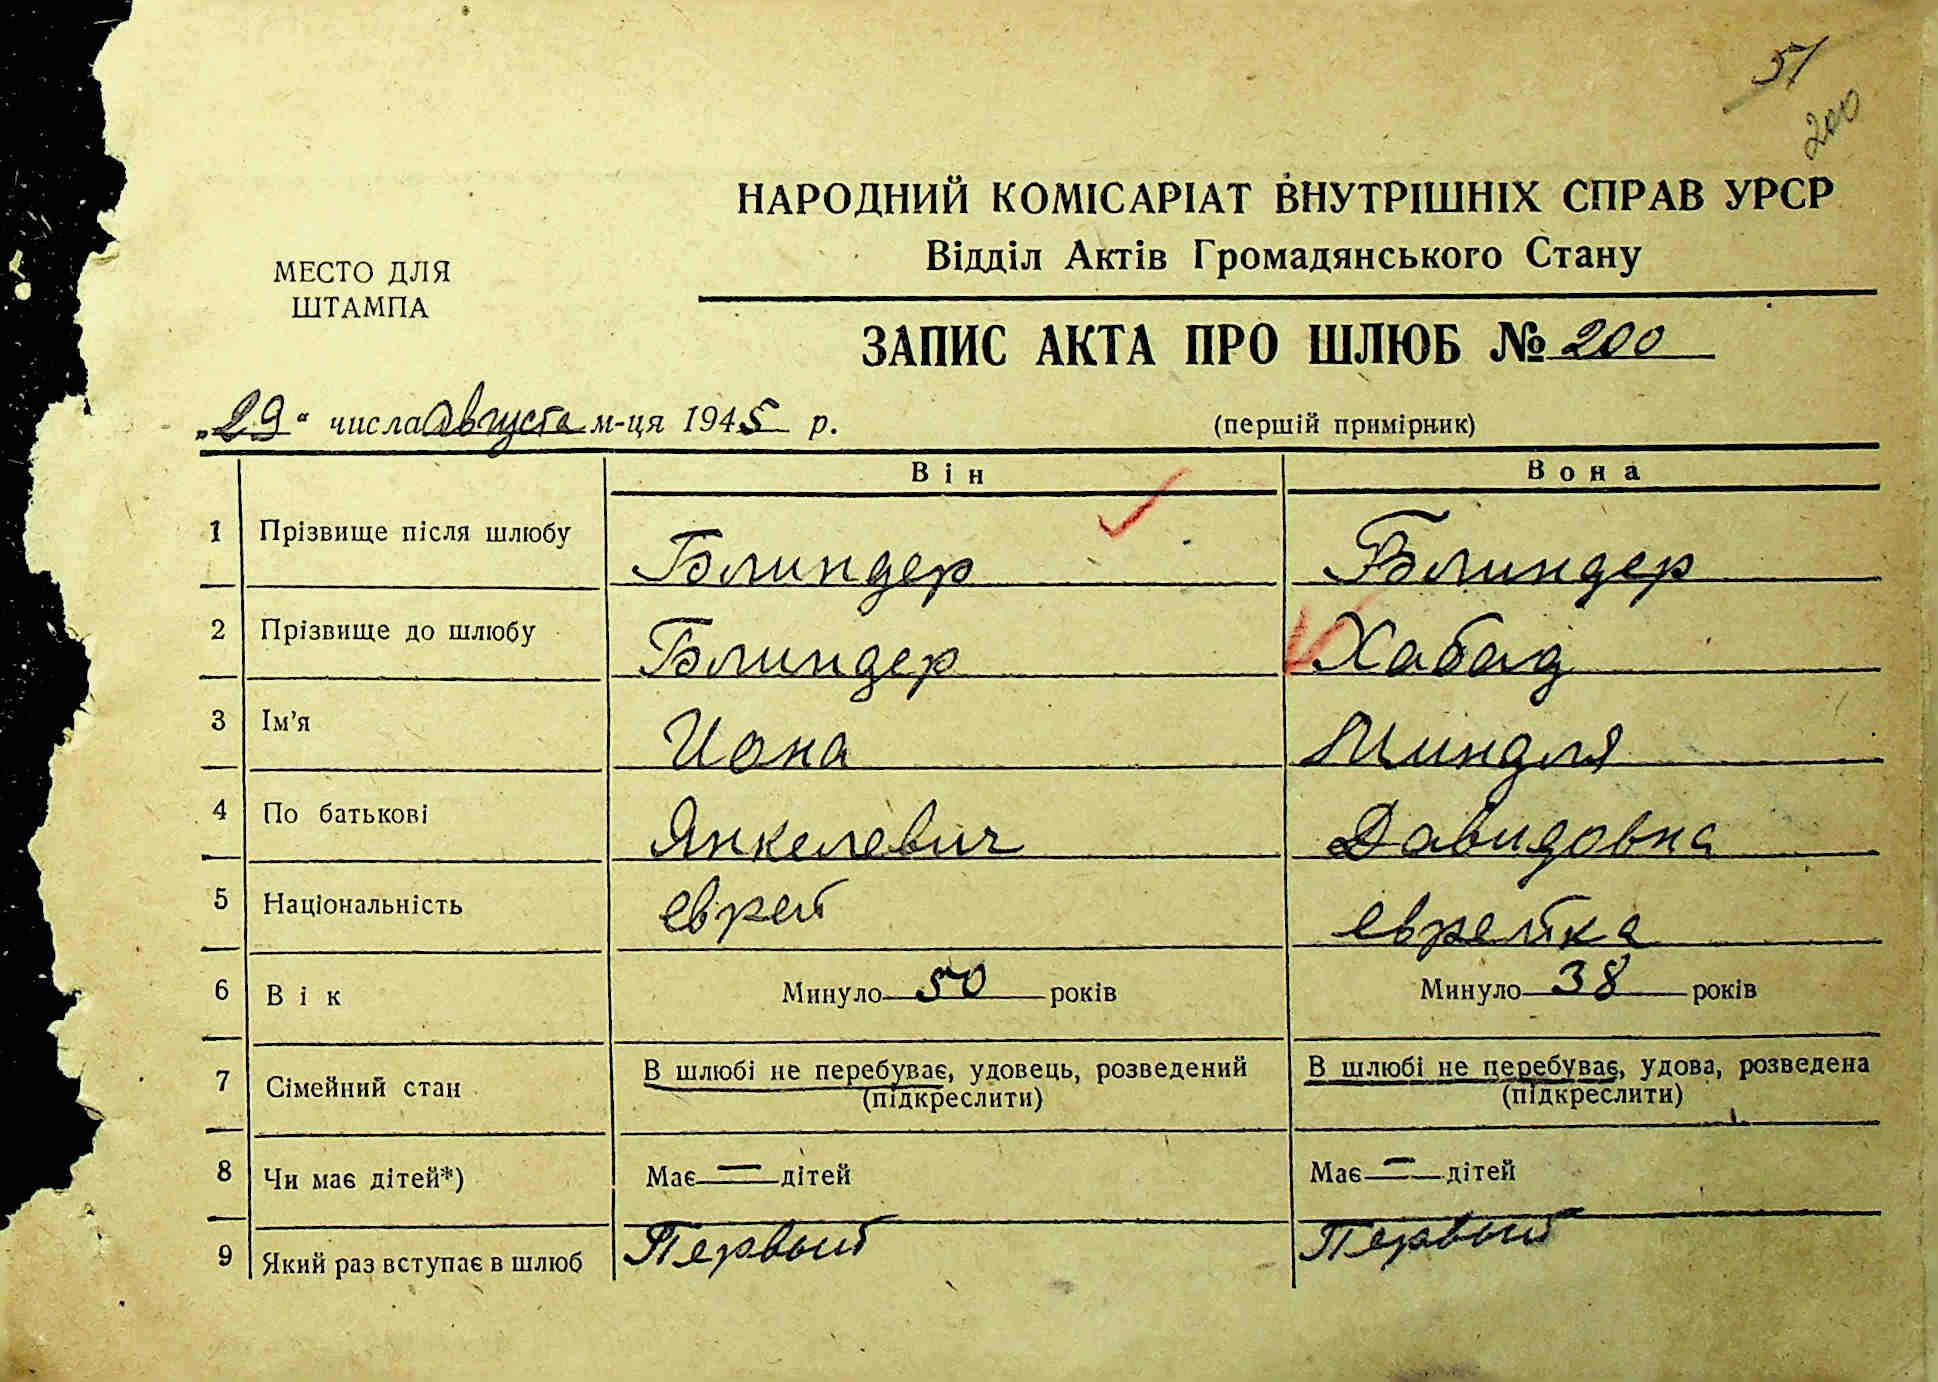 51
200
НАРОДНИЙ КОМІСАРІАТ ВНУТРІШНІХ СПРАВ УРСР
Відділ Актів Громадянського Стану
МЕСТО ДЛЯ
ШТАМПА
ЗАПИС АКТА ПРО ШЛЮБ № 200
„29“ числа августа м-ця 1945 р.
(першій примірник)
Він Вона
1 Прізвище після шлюбу Блиндер Блиндер
2 Прізвище до шлюбу Блиндер Хабад
3 Ім'я Иона Миндля
4 По батькові Янкелевич Давидовна
5 Національність еврей еврейка
6 Вік Минуло 50 років Минуло 38 років
7 Сімейний стан В шлюбі не перебуває, удовець, розведений В шлюбі не перебуває, удова, розведена
(підкреслити) (підкреслити)
8 Чи має дітей*) Має — дітей Має — дітей
9 Який раз вступає в шлюб Первый Первый